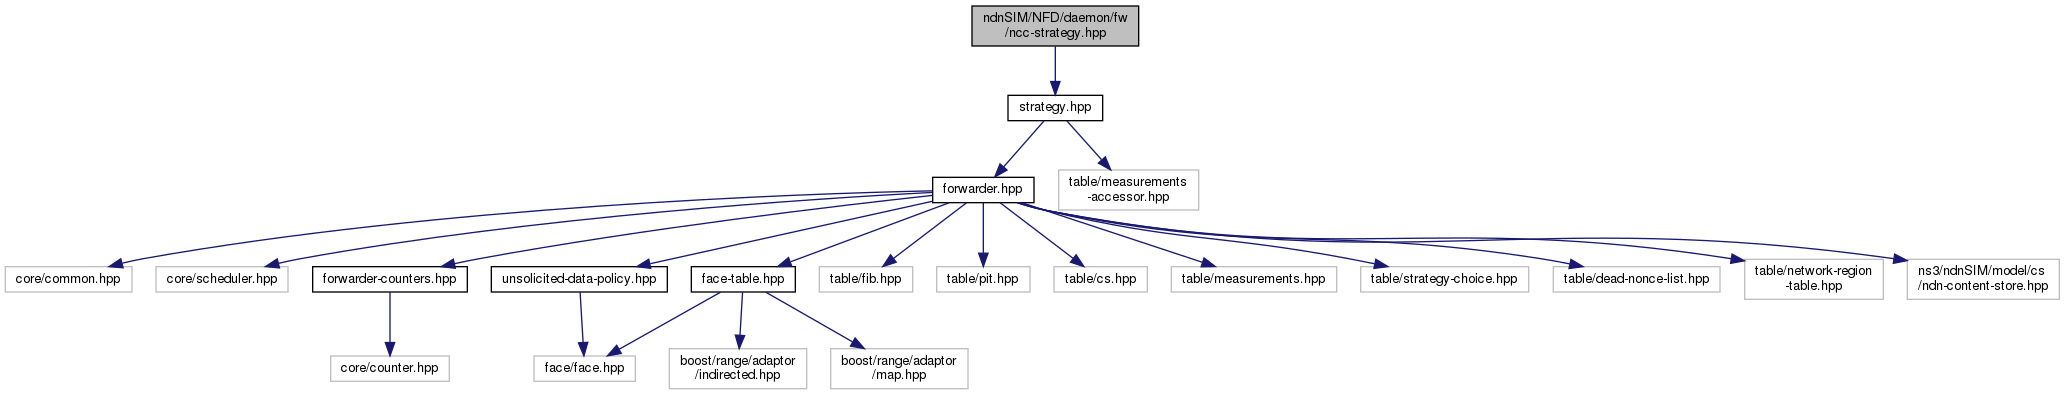 ndnSIM/NFD/daemon/fw
/ncc-strategy.hpp
strategy.hpp
forwarder.hpp
table/measurements
-accessor.hpp
core/common.hpp
core/scheduler.hpp
forwarder-counters.hpp
unsolicited-data-policy.hpp
face-table.hpp
table/fib.hpp
table/pit.hpp
table/cs.hpp
table/measurements.hpp
table/strategy-choice.hpp
table/dead-nonce-list.hpp
table/network-region
-table.hpp
ns3/ndnSIM/model/cs
/ndn-content-store.hpp
core/counter.hpp
face/face.hpp
boost/range/adaptor
/indirected.hpp
boost/range/adaptor
/map.hpp